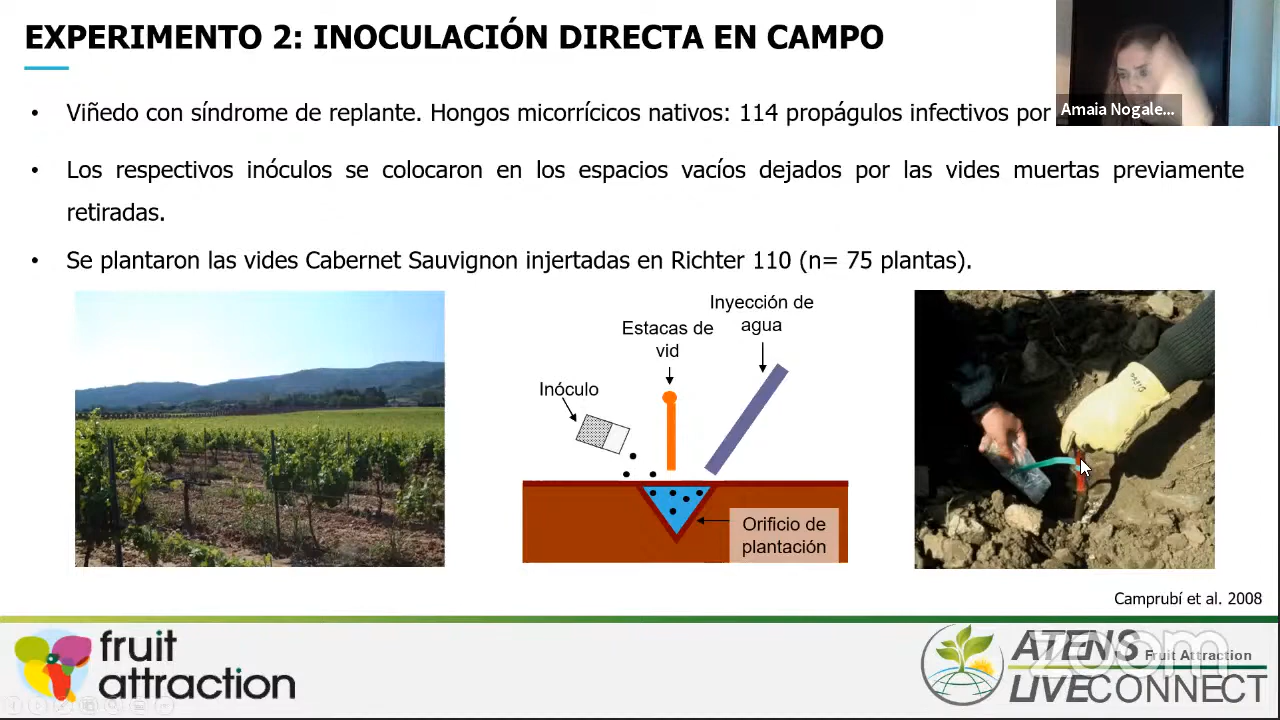 EXPERIMENTO 2: INOCULACIÓN DIRECTA EN CAMPO
Amaia Nogale...
• Viñedo con síndrome de replante. Hongos micorrícicos nativos: 114 propágulos infectivos por
• Los respectivos inóculos se colocaron en los espacios vacíos dejados por las vides muertas previamente
retiradas.
• Se plantaron las vides Cabernet Sauvignon injertadas en Richter 110 (n= 75 plantas).
Inyección de
agua
Estacas de
vid
Inóculo
Orificio de
plantación
Camprubí et al. 2008
fruit
attraction
ATENS
Fruit Attraction
zoom
LIVECONNECT